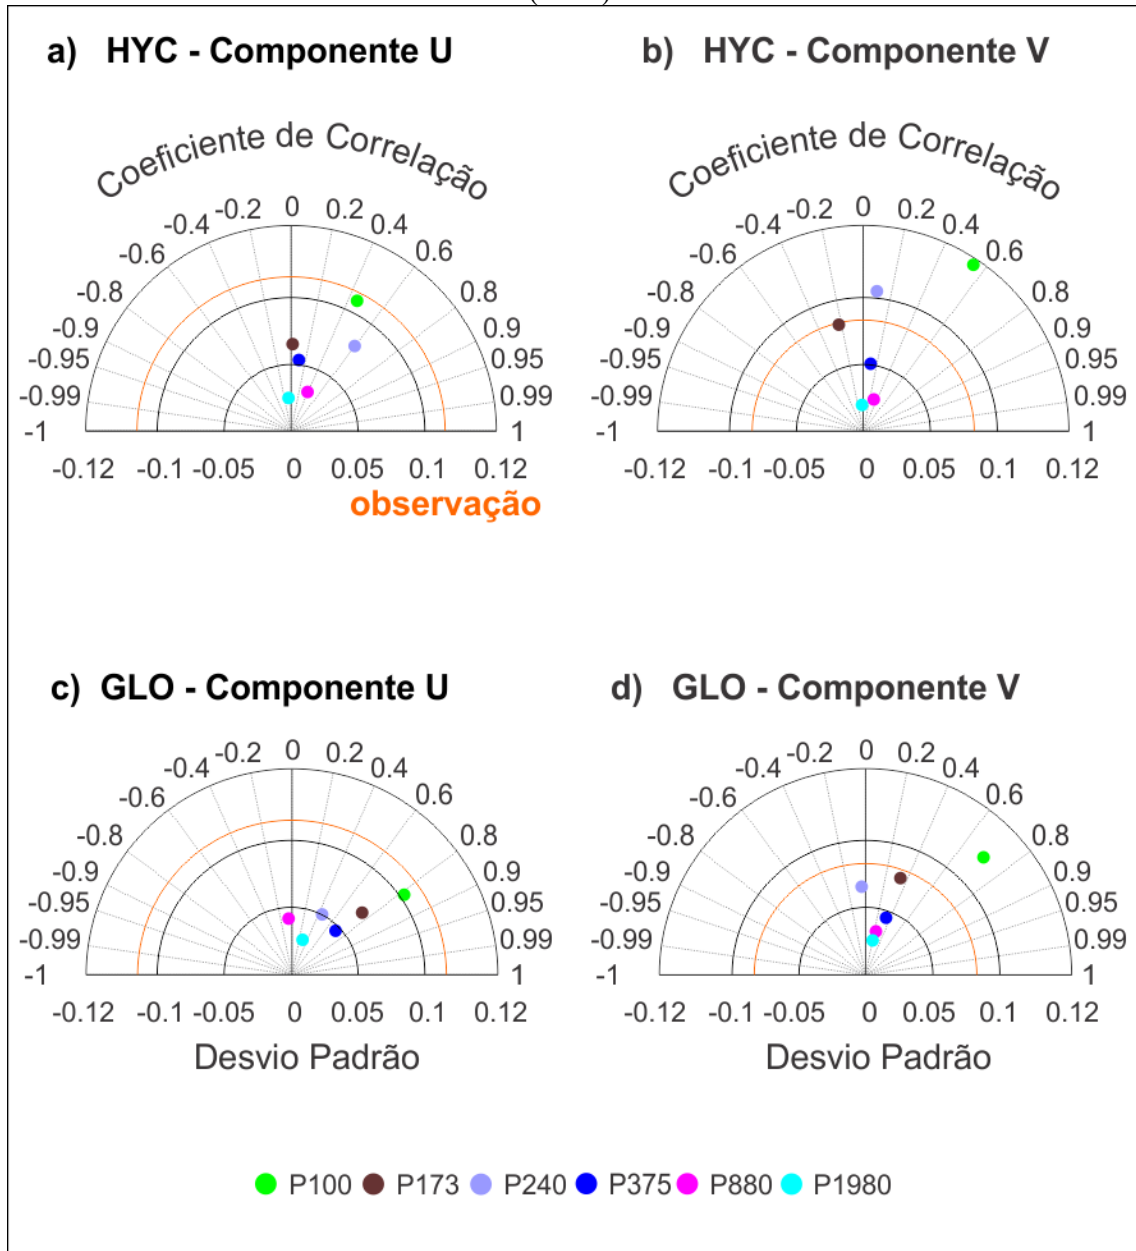 a) HYC - Componente U
b) HYC - Componente V
Coeficiente de Correlação
-1 -0.99 -0.95 -0.9 -0.8 -0.6 -0.4 -0.2 0 0.2 0.4 0.6 0.8 0.9 0.95 0.99 1
-0.12 -0.1 -0.05 0 0.05 0.1 0.12
observação
Coeficiente de Correlação
-1 -0.99 -0.95 -0.9 -0.8 -0.6 -0.4 -0.2 0 0.2 0.4 0.6 0.8 0.9 0.95 0.99 1
-0.12 -0.1 -0.05 0 0.05 0.1 0.12
c) GLO - Componente U
d) GLO - Componente V
-1 -0.99 -0.95 -0.9 -0.8 -0.6 -0.4 -0.2 0 0.2 0.4 0.6 0.8 0.9 0.95 0.99 1
-0.12 -0.1 -0.05 0 0.05 0.1 0.12
Desvio Padrão
-1 -0.99 -0.95 -0.9 -0.8 -0.6 -0.4 -0.2 0 0.2 0.4 0.6 0.8 0.9 0.95 0.99 1
-0.12 -0.1 -0.05 0 0.05 0.1 0.12
Desvio Padrão
P100 P173 P240 P375 P880 P1980